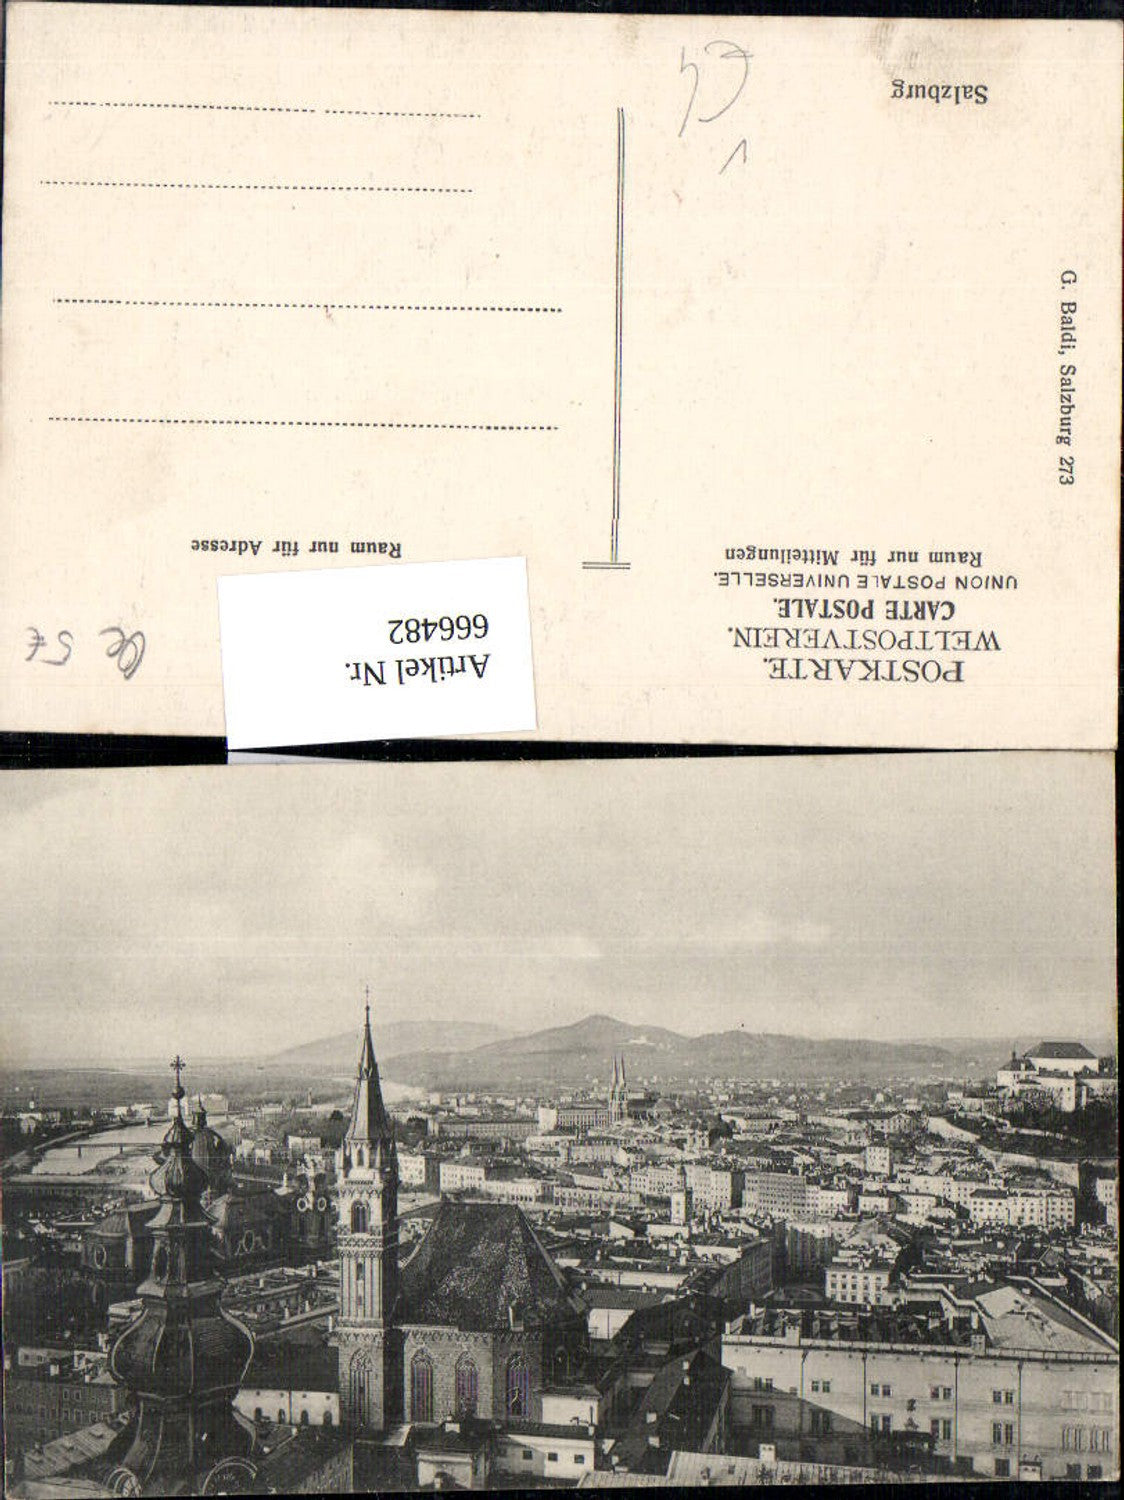 POSTKARTE.
WELTPOSTVEREIN.
CARTE POSTALE.
UNION POSTALE UNIVERSELLE.
Raum nur für Mitteilungen
Raum nur für Adresse
Artikel Nr.
666482
G. Baldi, Salzburg 273
Salzburg